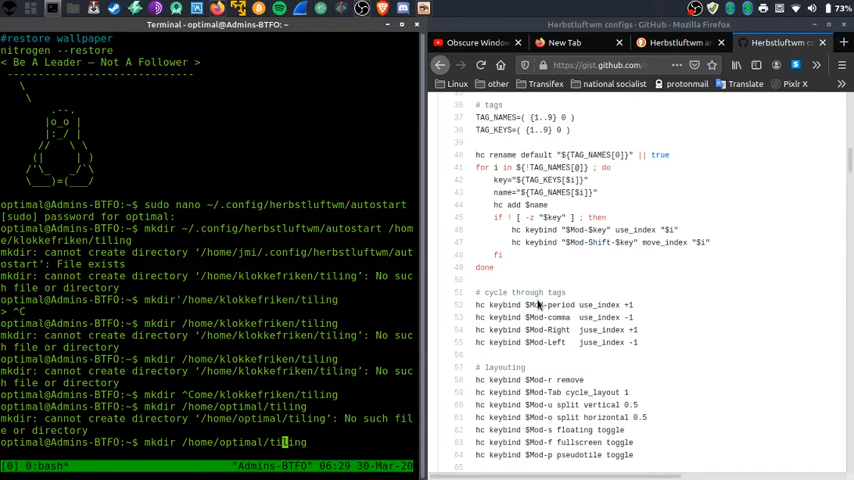 Terminal - optimal@Admins-BTFO: ~
#restore wallpaper
nitrogen --restore
< Be A Leader — Not A Follower >
------------------------------
\
\
.--.
|o_o |
|:_/ |
//   \ \
(|     | )
/'\_   _/`\
\___)=(___/
optimal@Admins-BTFO:~$ sudo nano ~/.config/herbstluftwm/autostart
[sudo] password for optimal:
optimal@Admins-BTFO:~$ mkdir ~/.config/herbstluftwm/autostart /hom
e/klokkefriken/tiling
mkdir: cannot create directory ‘/home/jmi/.config/herbstluftwm/aut
ostart’: File exists
mkdir: cannot create directory ‘/home/klokkefriken/tiling’: No suc
h file or directory
optimal@Admins-BTFO:~$ mkdir'/home/klokkefriken/tiling
> ^C
optimal@Admins-BTFO:~$ mkdir /home/klokkefriken/tiling
mkdir: cannot create directory ‘/home/klokkefriken/tiling’: No suc
h file or directory
optimal@Admins-BTFO:~$ mkdir /home/klokkefriken/tiling
mkdir: cannot create directory ‘/home/klokkefriken/tiling’: No suc
h file or directory
optimal@Admins-BTFO:~$ mkdir ^Come/klokkefriken/tiling
optimal@Admins-BTFO:~$ mkdir /home/optimal/tiling
mkdir: cannot create directory ‘/home/optimal/tiling’: No such fil
e or directory
optimal@Admins-BTFO:~$ mkdir /home/optimal/tiling
[0] 0:bash* "Admins-BTFO" 06:29 30-Mar-20
Herbstluftwm configs · GitHub - Mozilla Firefox
Obscure Window New Tab Herbstluftwm ar Herbstluftwm co
https://gist.github.com/
Linux other Transifex national socialist protonmail Translate Pixlr X
36 # tags
37 TAG_NAMES=( {1..9} 0 )
38 TAG_KEYS=( {1..9} 0 )
39
40 hc rename default "${TAG_NAMES[0]}" || true
41 for i in ${!TAG_NAMES[@]} ; do
42 key="${TAG_KEYS[$i]}"
43 name="${TAG_NAMES[$i]}"
44 hc add $name
45 if ! [ -z "$key" ] ; then
46 hc keybind "$Mod-$key" use_index "$i"
47 hc keybind "$Mod-Shift-$key" move_index "$i"
48 fi
49 done
50
51 # cycle through tags
52 hc keybind $Mod-period use_index +1
53 hc keybind $Mod-comma use_index -1
54 hc keybind $Mod-Right juse_index +1
55 hc keybind $Mod-Left juse_index -1
56
57 # layouting
58 hc keybind $Mod-r remove
59 hc keybind $Mod-Tab cycle_layout 1
60 hc keybind $Mod-u split vertical 0.5
61 hc keybind $Mod-o split horizontal 0.5
62 hc keybind $Mod-s floating toggle
63 hc keybind $Mod-f fullscreen toggle
64 hc keybind $Mod-p pseudotile toggle
65